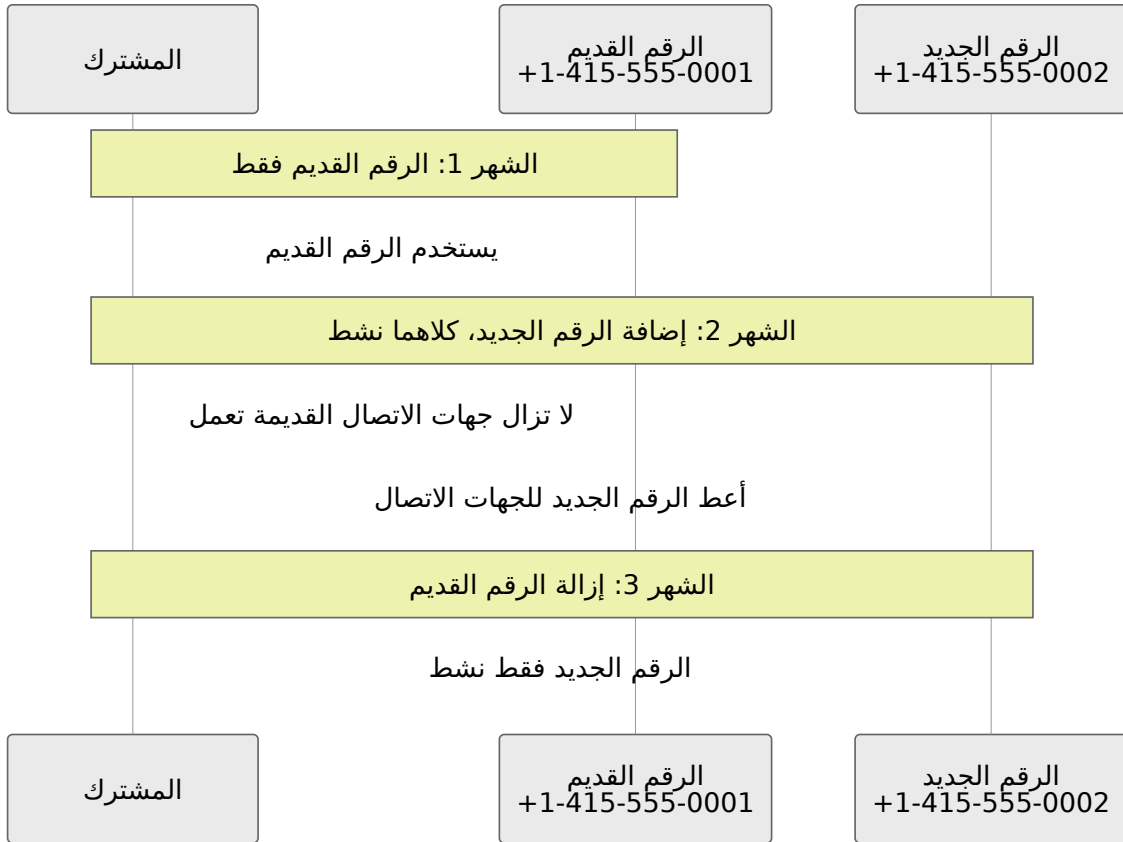 المشترك
الرقم القديم
+1-415-555-0001
الرقم الجديد
+1-415-555-0002
الشهر 1: الرقم القديم فقط
يستخدم الرقم القديم
الشهر 2: إضافة الرقم الجديد، كلاهما نشط
لا تزال جهات الاتصال القديمة تعمل
أعط الرقم الجديد للجهات الاتصال
الشهر 3: إزالة الرقم القديم
الرقم الجديد فقط نشط
المشترك
الرقم القديم
+1-415-555-0001
الرقم الجديد
+1-415-555-0002